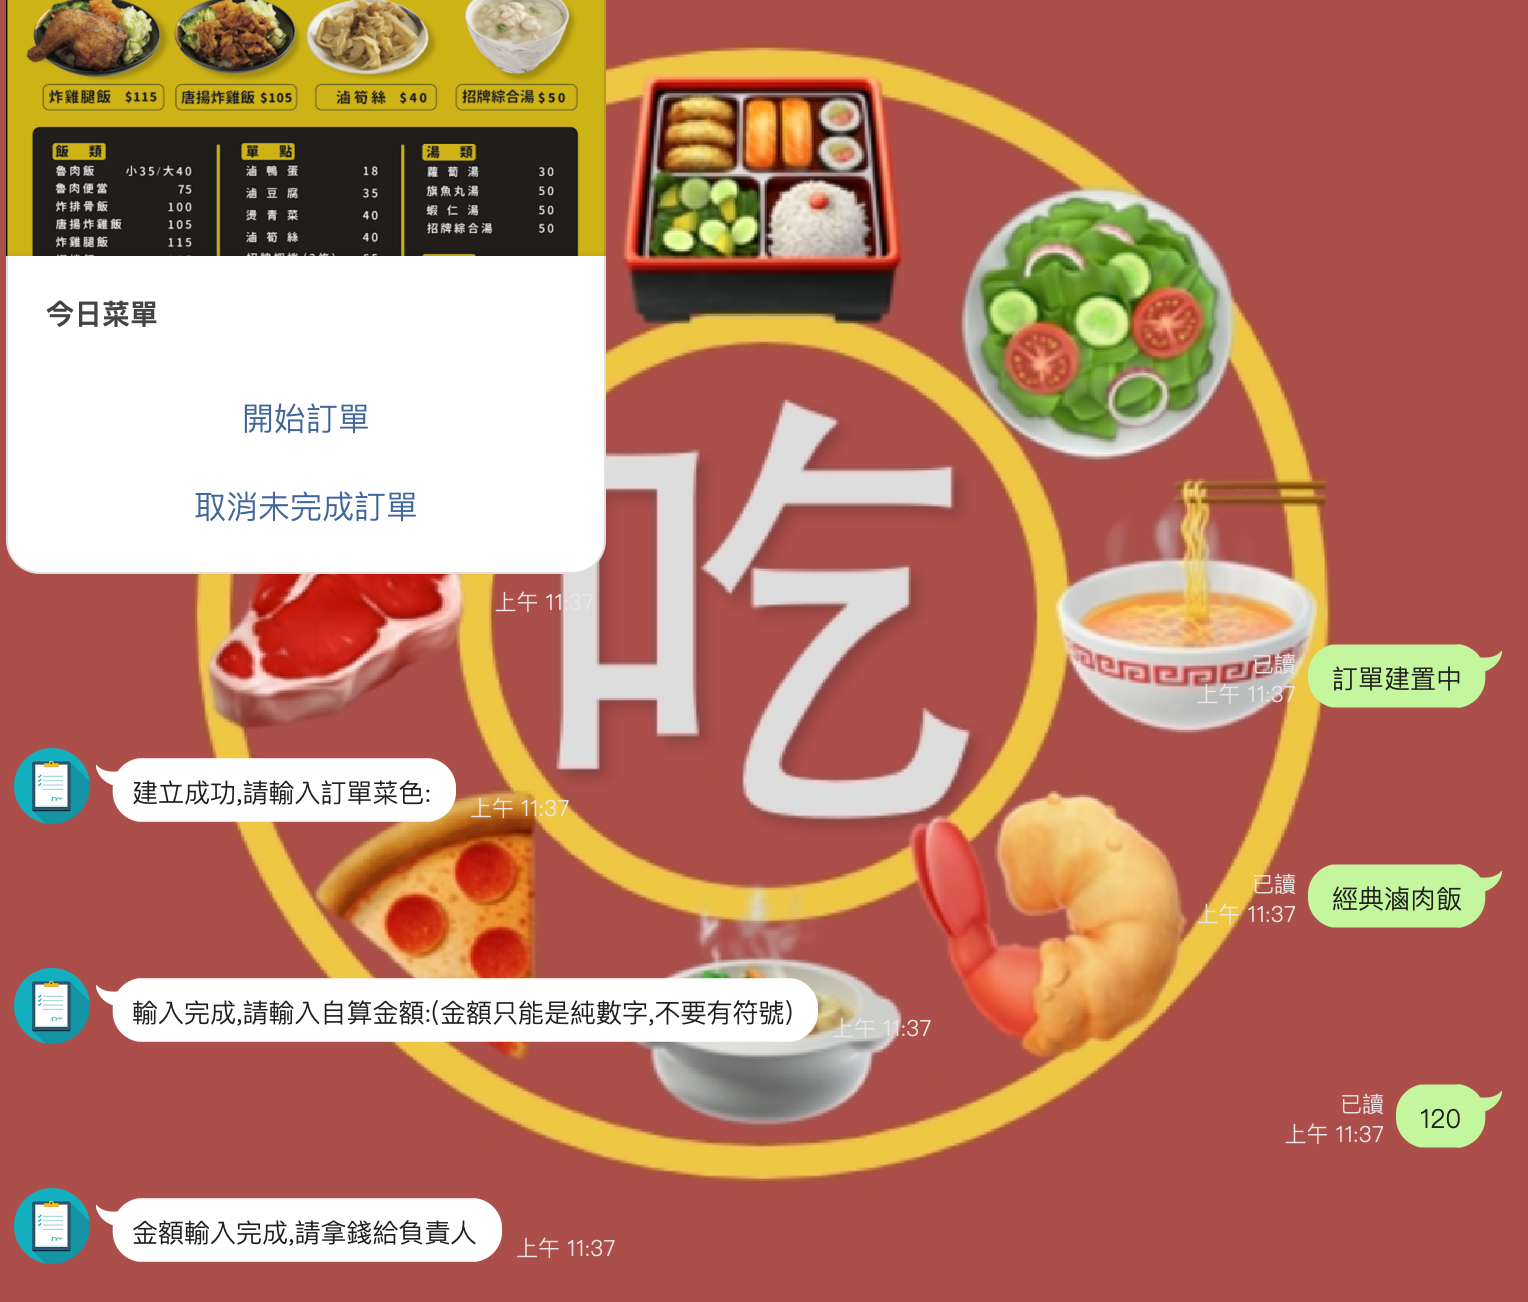 炸雞腿飯 $115
唐揚炸雞飯 $105
滷筍絲 $40
招牌綜合湯 $50
飯 類
魯肉飯 小35/大40
魯肉便當 75
炸排骨飯 100
唐揚炸雞飯 105
炸雞腿飯 115
單 點
滷鴨蛋 18
滷豆腐 35
燙青菜 40
滷筍絲 40
湯 類
蘿蔔湯 30
旗魚丸湯 50
蝦仁湯 50
招牌綜合湯 50
今日菜單
開始訂單
取消未完成訂單
上午 11:37
吃
已讀
上午 11:37
訂單建置中
建立成功,請輸入訂單菜色:
上午 11:37
已讀
上午 11:37
經典滷肉飯
輸入完成,請輸入自算金額:(金額只能是純數字,不要有符號)
上午 11:37
已讀
上午 11:37
120
金額輸入完成,請拿錢給負責人
上午 11:37